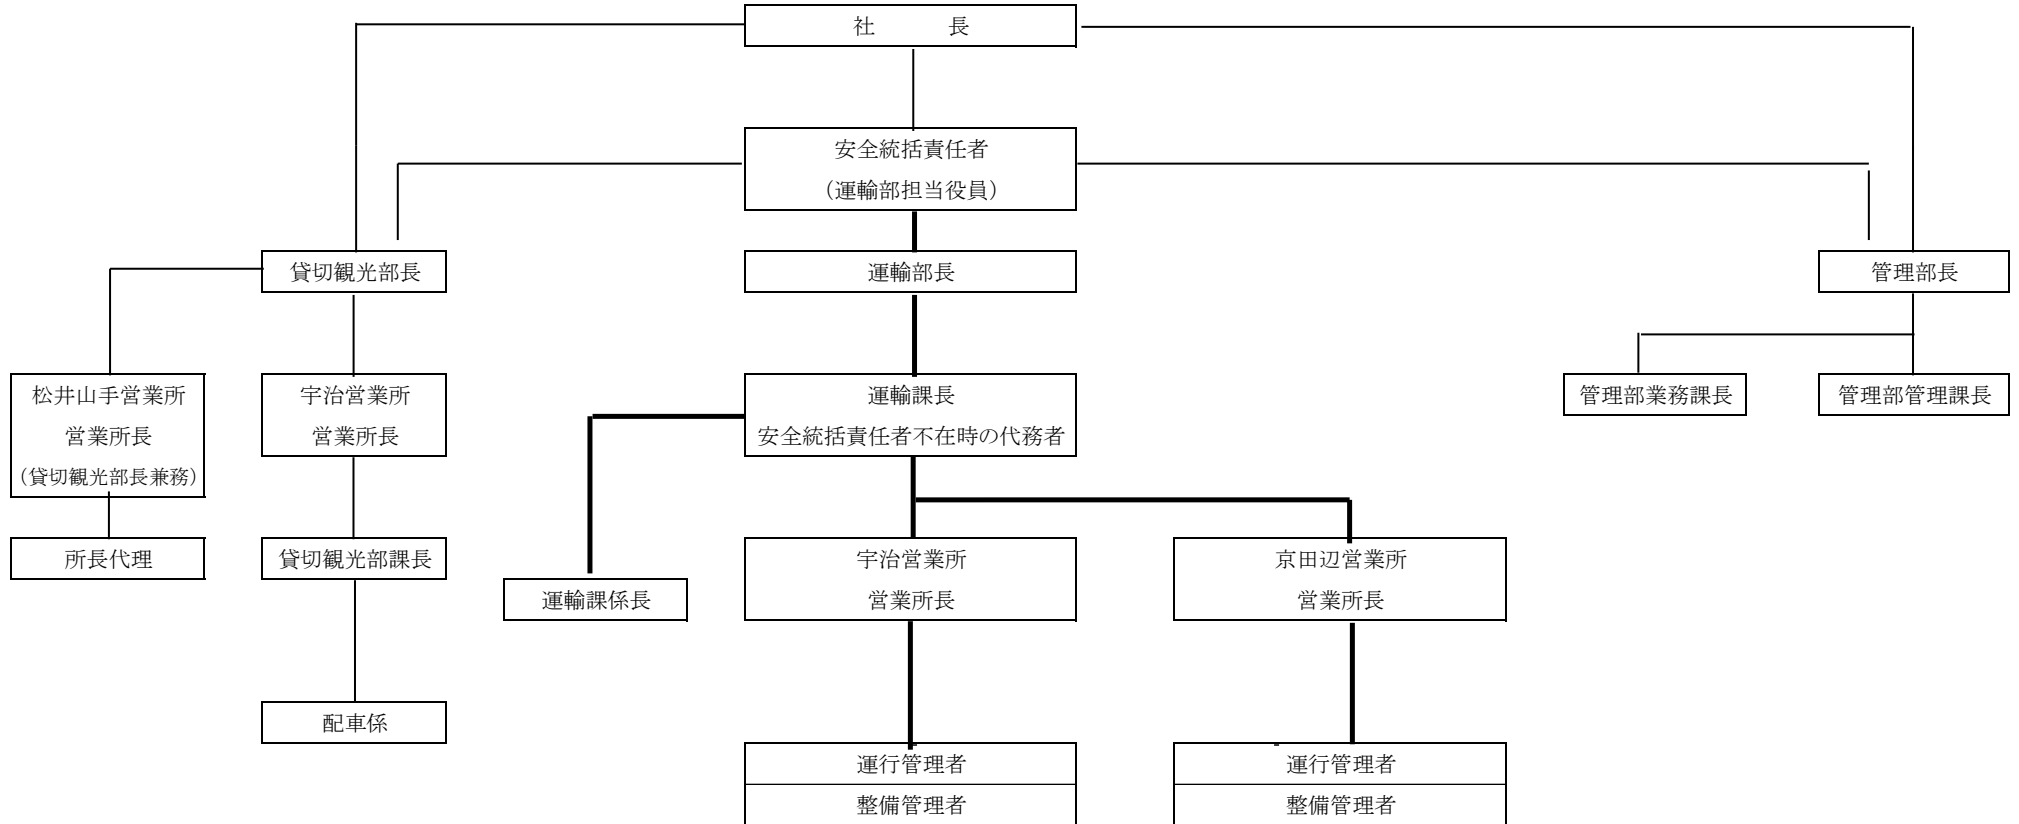 社　　　長
安全統括責任者
（運輸部担当役員）
貸切観光部長
運輸部長
管理部長
松井山手営業所
営業所長
（貸切観光部長兼務）
宇治営業所
営業所長
運輸課長
安全統括責任者不在時の代務者
管理部業務課長
管理部管理課長
所長代理
貸切観光部課長
運輸課係長
宇治営業所
営業所長
京田辺営業所
営業所長
配車係
運行管理者
整備管理者
運行管理者
整備管理者